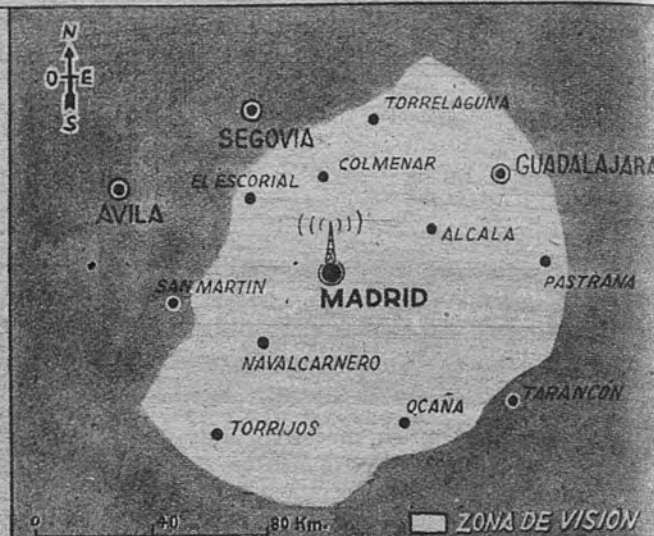 N
O E
S
TORRELAGUNA
SEGOVIA
COLMENAR
GUADALAJARA
EL ESCORIAL
AVILA
ALCALA
PASTRANA
SAN MARTIN
MADRID
NAVALCARNERO
OCAÑA
TARANCON
TORRIJOS
0 40 80 Km.
ZONA DE VISIÓN